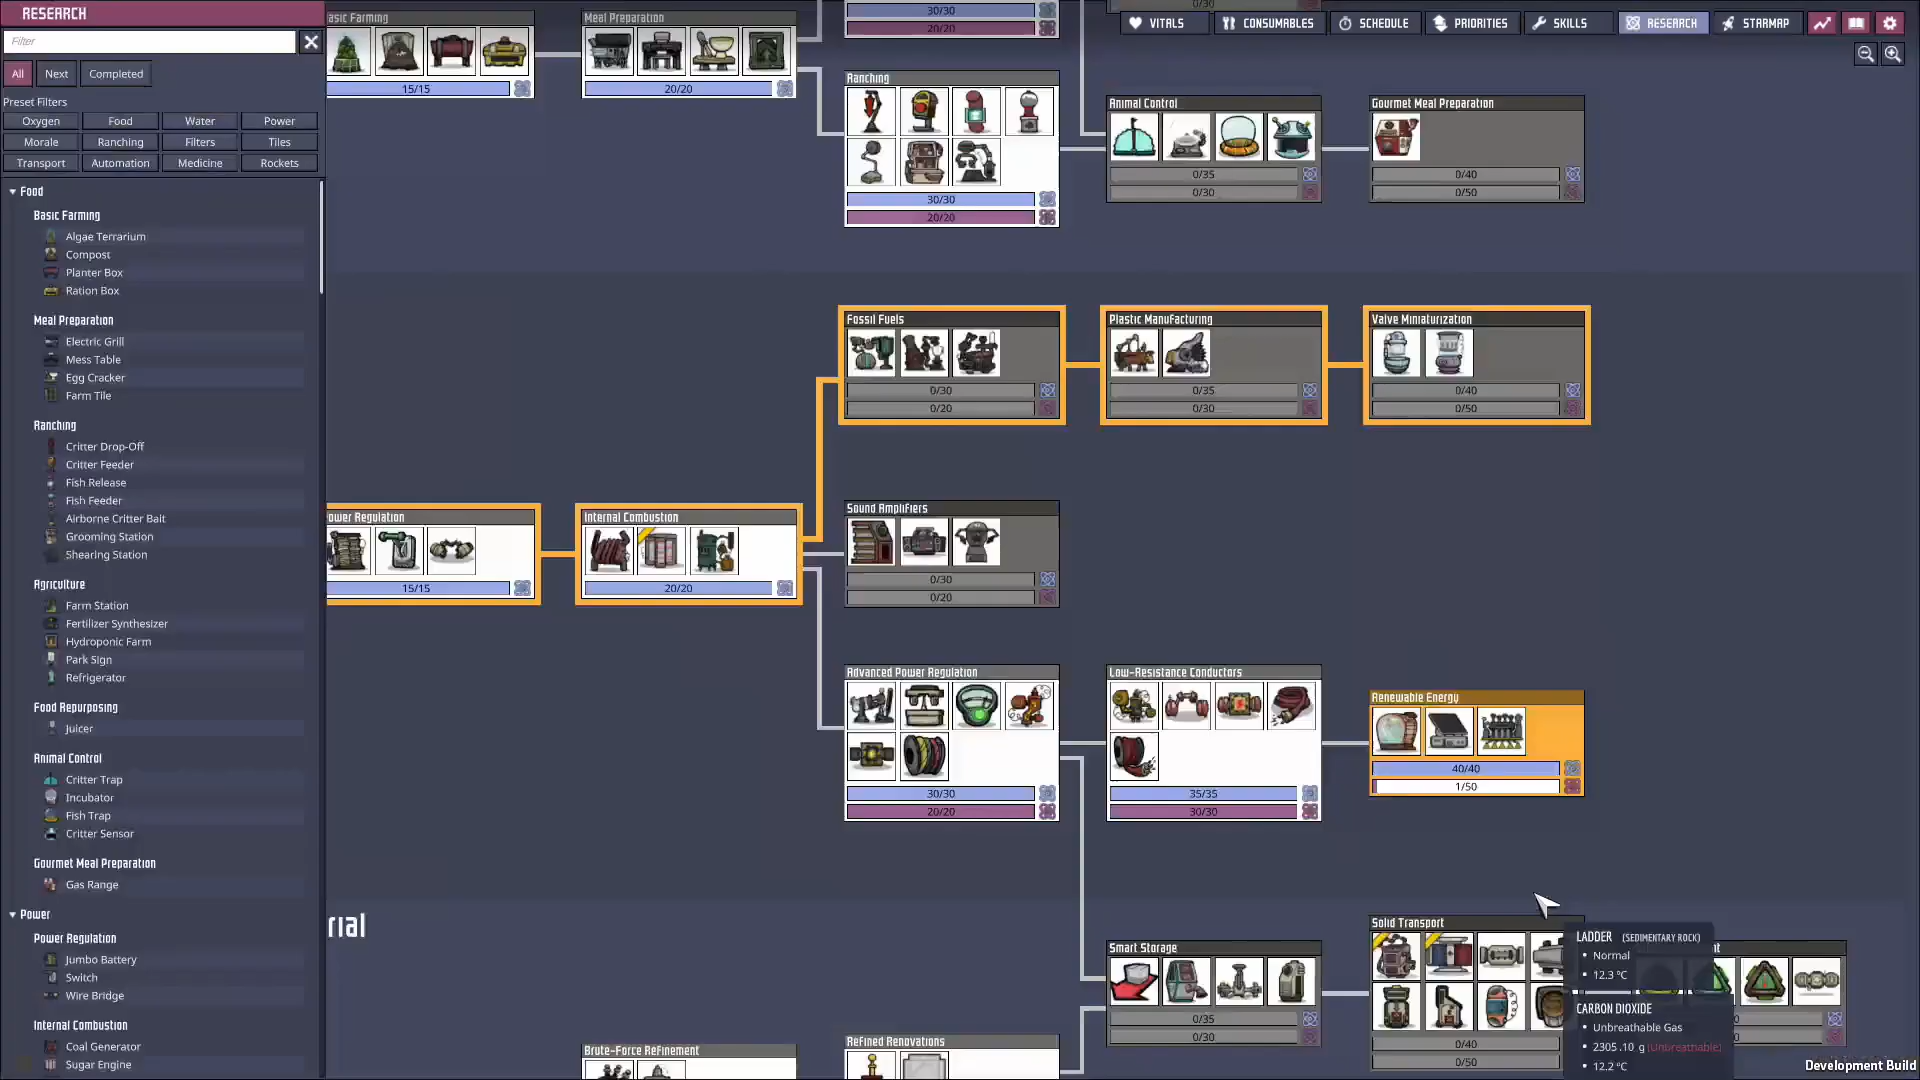 RESEARCH
Filter
All
Next
Completed
Preset Filters
Oxygen
Food
Water
Power
Morale
Ranching
Filters
Tiles
Transport
Automation
Medicine
Rockets
Food
Basic Farming
Algae Terrarium
Compost
Planter Box
Ration Box
Meal Preparation
Electric Grill
Mess Table
Egg Cracker
Farm Tile
Ranching
Critter Drop-Off
Critter Feeder
Fish Release
Fish Feeder
Airborne Critter Bait
Grooming Station
Shearing Station
Agriculture
Farm Station
Fertilizer Synthesizer
Hydroponic Farm
Park Sign
Refrigerator
Food Repurposing
Juicer
Animal Control
Critter Trap
Incubator
Fish Trap
Critter Sensor
Gourmet Meal Preparation
Gas Range
Power
Power Regulation
Jumbo Battery
Switch
Wire Bridge
Internal Combustion
Coal Generator
Sugar Engine
VITALS
CONSUMABLES
SCHEDULE
PRIORITIES
SKILLS
RESEARCH
STARMAP
asic Farming
15/15
Meal Preparation
20/20
30/30
20/20
Ranching
30/30
20/20
0/30
Animal Control
0/35
0/30
Gourmet Meal Preparation
0/40
0/50
Fossil Fuels
0/30
0/20
Plastic Manufacturing
0/35
0/30
Valve Miniaturization
0/40
0/50
ower Regulation
15/15
Internal Combustion
20/20
Sound Amplifiers
0/30
0/20
Advanced Power Regulation
30/30
20/20
Low-Resistance Conductors
35/35
30/30
Renewable Energy
40/40
1/50
rial
Smart Storage
0/35
0/30
Solid Transport
0/40
0/50
Brute-Force Refinement
Refined Renovations
LADDER (SEDIMENTARY ROCK)
• Normal
• 12.3 °C
CARBON DIOXIDE
• Unbreathable Gas
• 2305.10 g (Unbreathable)
• 12.2 °C
Development Build